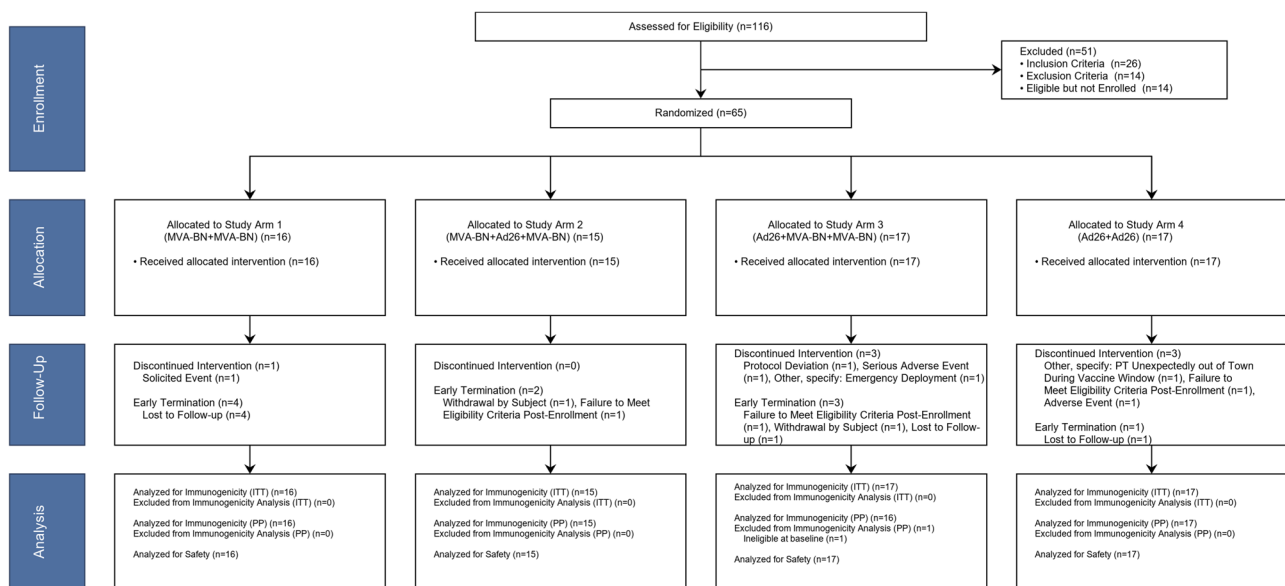 Assessed for Eligibility (n=116)
Excluded (n=51)
• Inclusion Criteria (n=26)
• Exclusion Criteria (n=14)
• Eligible but not Enrolled (n=14)
Enrollment
Randomized (n=65)
Allocation
Allocated to Study Arm 1
(MVA-BN+MVA-BN) (n=16)
• Received allocated intervention (n=16)
Allocated to Study Arm 2
(MVA-BN+Ad26+MVA-BN) (n=15)
• Received allocated intervention (n=15)
Allocated to Study Arm 3
(Ad26+MVA-BN+MVA-BN) (n=17)
• Received allocated intervention (n=17)
Allocated to Study Arm 4
(Ad26+Ad26) (n=17)
• Received allocated intervention (n=17)
Follow-Up
Discontinued Intervention (n=1)
Solicited Event (n=1)
Early Termination (n=4)
Lost to Follow-up (n=4)
Discontinued Intervention (n=0)
Early Termination (n=2)
Withdrawal by Subject (n=1), Failure to Meet
Eligibility Criteria Post-Enrollment (n=1)
Discontinued Intervention (n=3)
Protocol Deviation (n=1), Serious Adverse Event
(n=1), Other, specify: Emergency Deployment (n=1)
Early Termination (n=3)
Failure to Meet Eligibility Criteria Post-Enrollment
(n=1), Withdrawal by Subject (n=1), Lost to Follow-
up (n=1)
Discontinued Intervention (n=3)
Other, specify: PT Unexpectedly out of Town
During Vaccine Window (n=1), Failure to
Meet Eligibility Criteria Post-Enrollment (n=1),
Adverse Event (n=1)
Early Termination (n=1)
Lost to Follow-up (n=1)
Analysis
Analyzed for Immunogenicity (ITT) (n=16)
Excluded from Immunogenicity Analysis (ITT) (n=0)
Analyzed for Immunogenicity (PP) (n=16)
Excluded from Immunogenicity Analysis (PP) (n=0)
Analyzed for Safety (n=16)
Analyzed for Immunogenicity (ITT) (n=15)
Excluded from Immunogenicity Analysis (ITT) (n=0)
Analyzed for Immunogenicity (PP) (n=15)
Excluded from Immunogenicity Analysis (PP) (n=0)
Analyzed for Safety (n=15)
Analyzed for Immunogenicity (ITT) (n=17)
Excluded from Immunogenicity Analysis (ITT) (n=0)
Analyzed for Immunogenicity (PP) (n=16)
Excluded from Immunogenicity Analysis (PP) (n=1)
Ineligible at baseline (n=1)
Analyzed for Safety (n=17)
Analyzed for Immunogenicity (ITT) (n=17)
Excluded from Immunogenicity Analysis (ITT) (n=0)
Analyzed for Immunogenicity (PP) (n=17)
Excluded from Immunogenicity Analysis (PP) (n=0)
Analyzed for Safety (n=17)